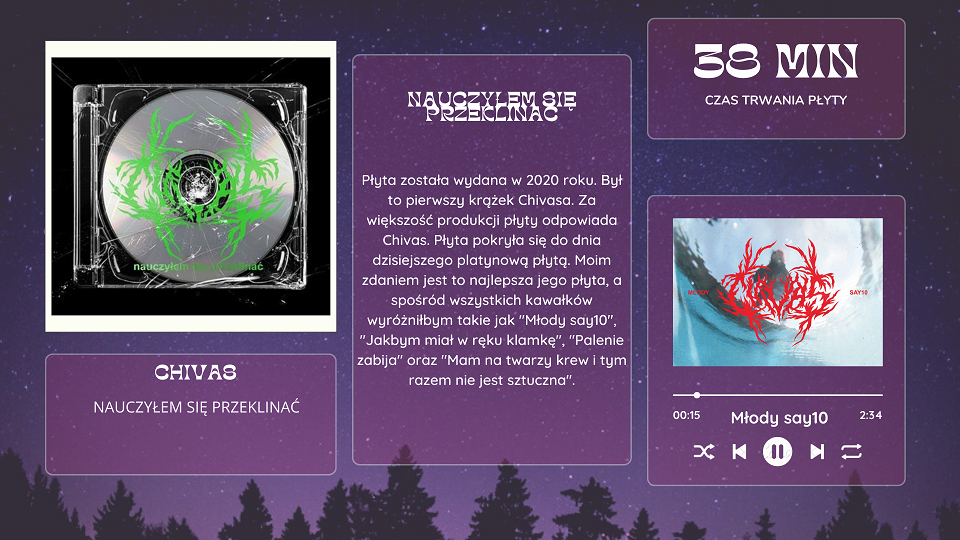 nauczyłem się przeklinać
CHIVAS
NAUCZYŁEM SIĘ PRZEKLINAĆ
NAUCZYŁEM SIĘ
PRZEKLINAĆ
Płyta została wydana w 2020 roku. Był
to pierwszy krążek Chivasa. Za
większość produkcji płyty odpowiada
Chivas. Płyta pokryła się do dnia
dzisiejszego platynową płytą. Moim
zdaniem jest to najlepsza jego płyta, a
spośród wszystkich kawałków
wyróżniłbym takie jak "Młody say10",
"Jakbym miał w ręku klamkę", "Palenie
zabija" oraz "Mam na twarzy krew i tym
razem nie jest sztuczna".
38 MIN
CZAS TRWANIA PŁYTY
MŁODY
CHIVAS
SAY10
00:15
Młody say10
2:34